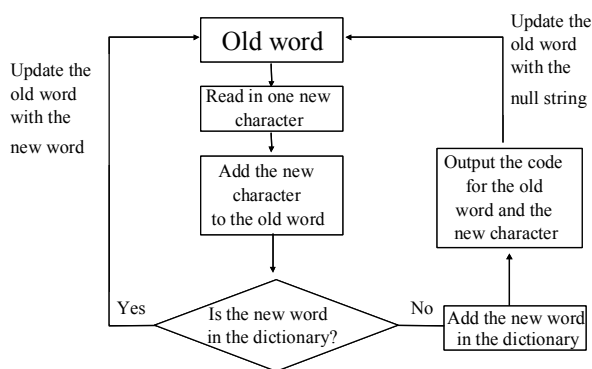 Old word
Update the
old word
with the
new word
Update the
old word
with the
null string
Read in one new
character
Add the new
character
to the old word
Output the code
for the old
word and the
new character
Yes
Is the new word
in the dictionary?
No
Add the new word
in the dictionary